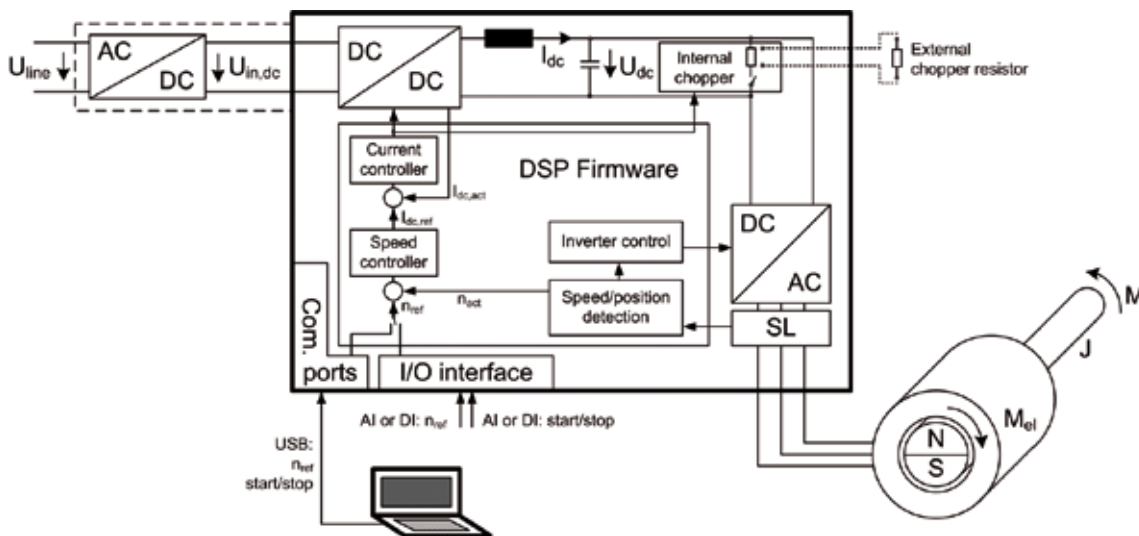 AC
DC
U_line
U_in,dc
DC
DC
I_dc
U_dc
Internal
chopper
External
chopper resistor
Current
controller
DSP Firmware
I_dc,act
I_dc,ref
Speed
controller
Inverter control
n_act
n_ref
Speed/position
detection
DC
AC
SL
Com.
ports
I/O interface
AI or DI: n_ref
AI or DI: start/stop
USB:
n_ref
start/stop
M
J
M_el
N
S